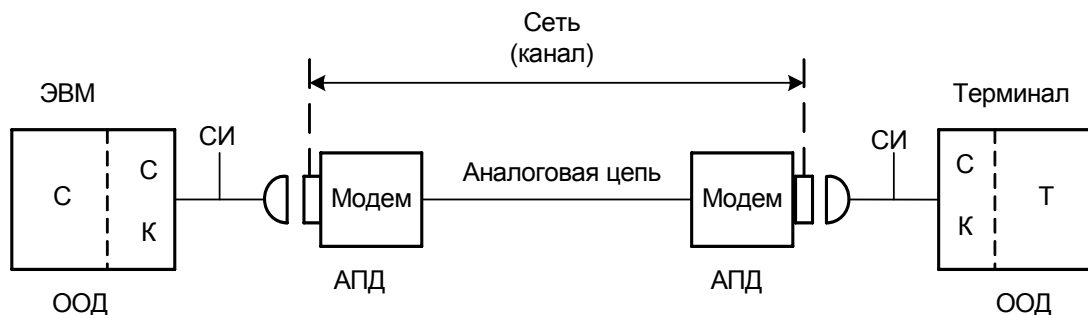 Сеть
(канал)
ЭВМ
Терминал
СИ
СИ
С
С
К
Модем
Аналоговая цепь
Модем
С
К
Т
ООД
АПД
АПД
ООД